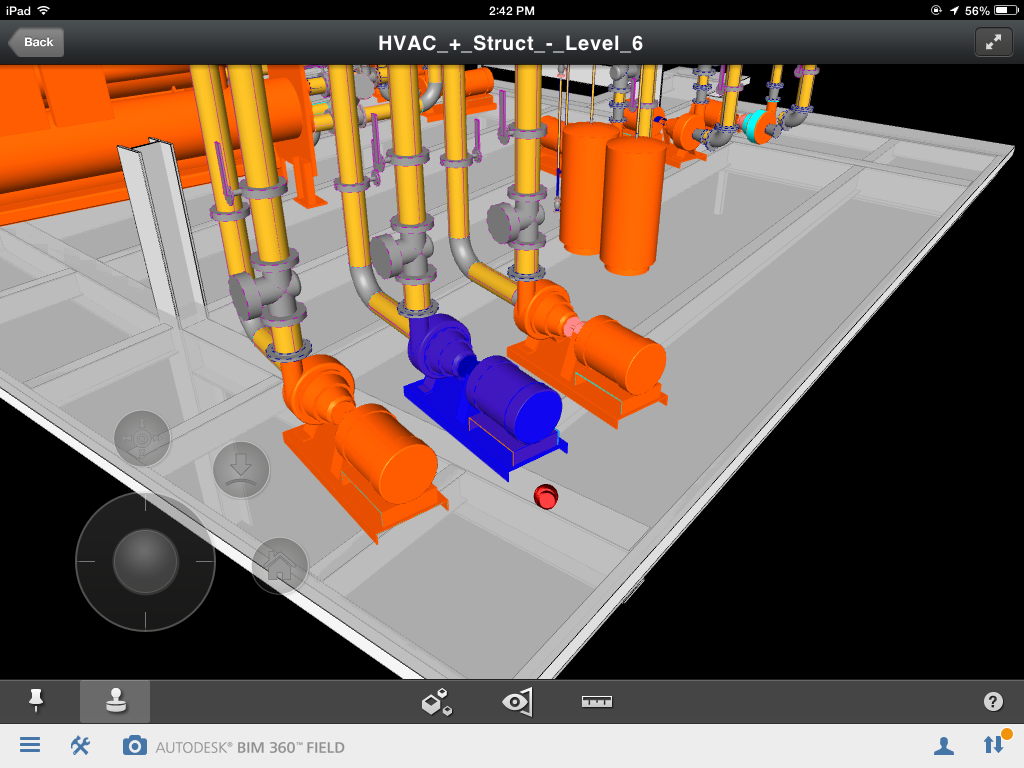 iPad 2:42 PM 56%
Back HVAC_+_Struct_-_Level_6
?
AUTODESK® BIM 360™ FIELD